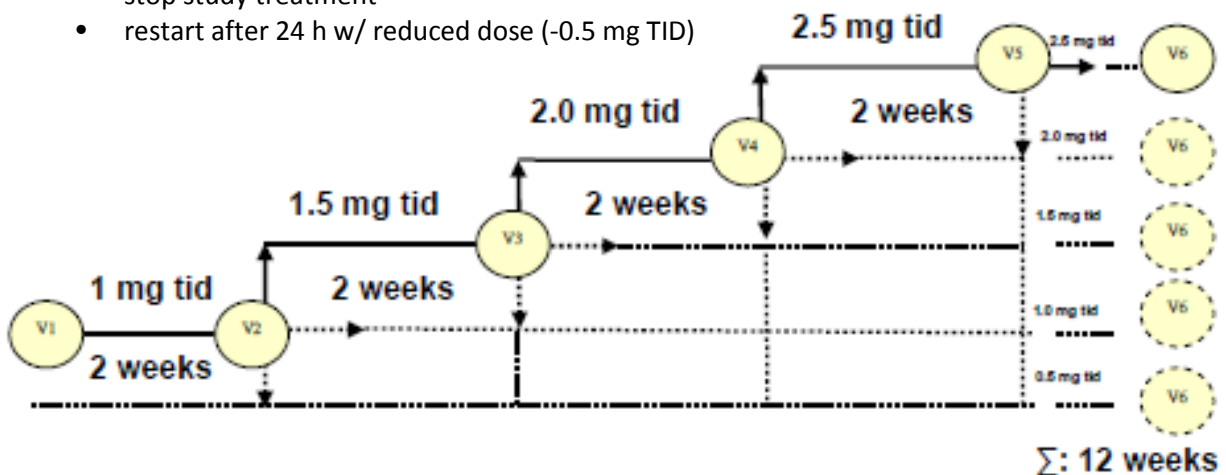 stop study treatment
• restart after 24 h w/ reduced dose (-0.5 mg TID)
2.5 mg tid
V5
2.5 mg tid
V6
2.0 mg tid
V4
2 weeks
2.0 mg tid
V6
1.5 mg tid
V3
2 weeks
1.5 mg tid
V6
1 mg tid
2 weeks
V1
V2
1.0 mg tid
V6
2 weeks
0.5 mg tid
V6
∑: 12 weeks